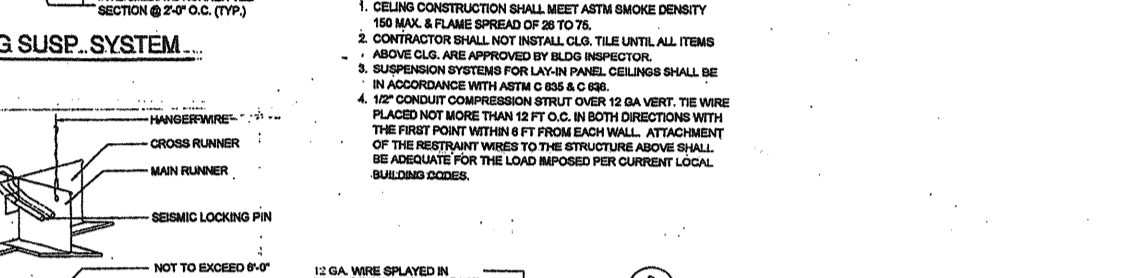 SECTION @ 2'-0" O.C. (TYP.)
G SUSP. SYSTEM
1. CELING CONSTRUCTION SHALL MEET ASTM SMOKE DENSITY
150 MAX. & FLAME SPREAD OF 26 TO 75.
2. CONTRACTOR SHALL NOT INSTALL CLG. TILE UNTIL ALL ITEMS
ABOVE CLG. ARE APPROVED BY BLDG INSPECTOR.
3. SUSPENSION SYSTEMS FOR LAY-IN PANEL CEILINGS SHALL BE
IN ACCORDANCE WITH ASTM C 635 & C 636.
4. 1/2" CONDUIT COMPRESSION STRUT OVER 12 GA VERT. TIE WIRE
PLACED NOT MORE THAN 12 FT O.C. IN BOTH DIRECTIONS WITH
THE FIRST POINT WITHIN 6 FT FROM EACH WALL. ATTACHMENT
OF THE RESTRAINT WIRES TO THE STRUCTURE ABOVE SHALL
BE ADEQUATE FOR THE LOAD IMPOSED PER CURRENT LOCAL
BUILDING CODES.
HANGER WIRE
CROSS RUNNER
MAIN RUNNER
SEISMIC LOCKING PIN
NOT TO EXCEED 6'-0"
12 GA. WIRE SPLAYED IN